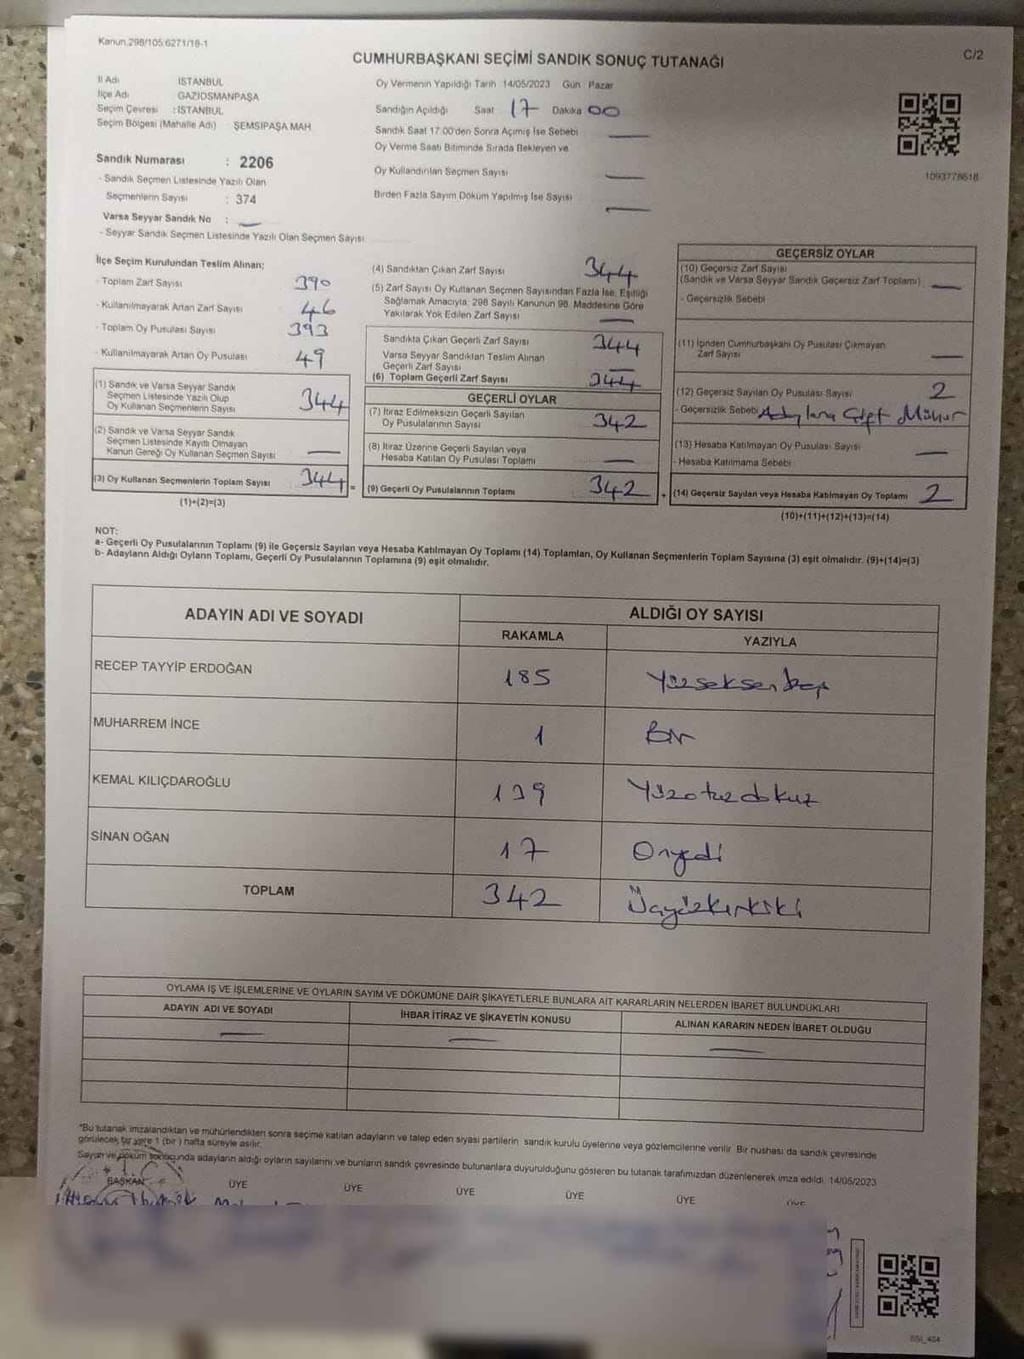 Kanun.298/105:6271/18-1
C/2
CUMHURBAŞKANI SEÇİMİ SANDIK SONUÇ TUTANAĞI
İl Adı İSTANBUL
İlçe Adı GAZİOSMANPAŞA
Seçim Çevresi : İSTANBUL
Seçim Bölgesi (Mahalle Adı) ŞEMSİPAŞA MAH
Sandık Numarası : 2206
- Sandık Seçmen Listesinde Yazılı Olan
Seçmenlerin Sayısı : 374
Varsa Seyyar Sandık No :
- Seyyar Sandık Seçmen Listesinde Yazılı Olan Seçmen Sayısı
Oy Vermenin Yapıldığı Tarih 14/05/2023 Gün : Pazar
Sandığın Açıldığı Saat 17 Dakika 00
Sandık Saat 17:00'den Sonra Açımış İse Sebebi
Oy Verme Saati Bitiminde Sırada Bekleyen ve
Oy Kullandırılan Seçmen Sayısı
Birden Fazla Sayım Döküm Yapılmış İse Sayısı
1093778618
İlçe Seçim Kurulundan Teslim Alınan;
- Toplam Zarf Sayısı 390
- Kullanılmayarak Artan Zarf Sayısı 46
- Toplam Oy Pusulası Sayısı 393
- Kullanılmayarak Artan Oy Pusulası 49
(1) Sandık ve Varsa Seyyar Sandık
Seçmen Listesinde Yazılı Olup
Oy Kullanan Seçmenlerin Sayısı 344
(2) Sandık ve Varsa Seyyar Sandık
Seçmen Listesinde Kayıtlı Olmayan
Kanun Gereği Oy Kullanan Seçmen Sayısı
(3) Oy Kullanan Seçmenlerin Toplam Sayısı 344 =
(1)+(2)=(3)
(4) Sandıktan Çıkan Zarf Sayısı 344
(5) Zarf Sayısı Oy Kullanan Seçmen Sayısından Fazla İse, Eşitliği
Sağlamak Amacıyla, 298 Sayılı Kanunun 98. Maddesine Göre
Yakılarak Yok Edilen Zarf Sayısı
Sandıkta Çıkan Geçerli Zarf Sayısı 344
Varsa Seyyar Sandıktan Teslim Alınan
Geçerli Zarf Sayısı
(6) Toplam Geçerli Zarf Sayısı 344
GEÇERLİ OYLAR
(7) İtiraz Edilmeksizin Geçerli Sayılan
Oy Pusulalarının Sayısı 342
(8) İtiraz Üzerine Geçerli Sayılan veya
Hesaba Katılan Oy Pusulası Toplamı
(9) Geçerli Oy Pusulalarının Toplamı 342 +
GEÇERSİZ OYLAR
(10) Geçersiz Zarf Sayısı
(Sandık ve Varsa Seyyar Sandık Geçersiz Zarf Toplamı)
- Geçersizlik Sebebi
(11) İçinden Cumhurbaşkanı Oy Pusulası Çıkmayan
Zarf Sayısı
(12) Geçersiz Sayılan Oy Pusulası Sayısı 2
- Geçersizlik Sebebi Adaylara Çift Mühür
(13) Hesaba Katılmayan Oy Pusulası Sayısı
- Hesaba Katılmama Sebebi
(14) Geçersiz Sayılan veya Hesaba Katılmayan Oy Toplamı 2
(10)+(11)+(12)+(13)=(14)
NOT:
a- Geçerli Oy Pusulalarının Toplamı (9) ile Geçersiz Sayılan veya Hesaba Katılmayan Oy Toplamı (14) Toplamları, Oy Kullanan Seçmenlerin Toplam Sayısına (3) eşit olmalıdır. (9)+(14)=(3)
b- Adayların Aldığı Oyların Toplamı, Geçerli Oy Pusulalarının Toplamına (9) eşit olmalıdır.
ADAYIN ADI VE SOYADI ALDIĞI OY SAYISI
RAKAMLA YAZIYLA
RECEP TAYYİP ERDOĞAN 185 Yüzseksenbeş
MUHARREM İNCE 1 Bir
KEMAL KILIÇDAROĞLU 139 Yüzotuzdokuz
SİNAN OĞAN 17 Onyedi
TOPLAM 342 Üçyüzkırkiki
OYLAMA İŞ VE İŞLEMLERİNE VE OYLARIN SAYIM VE DÖKÜMÜNE DAİR ŞİKAYETLERLE BUNLARA AİT KARARLARIN NELERDEN İBARET BULUNDUKLARI
ADAYIN ADI VE SOYADI İHBAR İTİRAZ VE ŞİKAYETİN KONUSU ALINAN KARARIN NEDEN İBARET OLDUĞU
*Bu tutanak imzalandıktan ve mühürlendikten sonra seçime katılan adayların ve talep eden siyasi partilerin sandık kurulu üyelerine veya gözlemcilerine verilir. Bir nushası da sandık çevresinde
görülecek bir yere 1 (bir) hafta süreyle asılır.
Sayım ve döküm sonucunda adayların aldığı oyların sayılarını ve bunların sandık çevresinde bulunanlara duyurulduğunu gösteren bu tutanak tarafımızdan düzenlenerek imza edildi. 14/05/2023
BAŞKAN ÜYE ÜYE ÜYE ÜYE ÜYE ÜYE